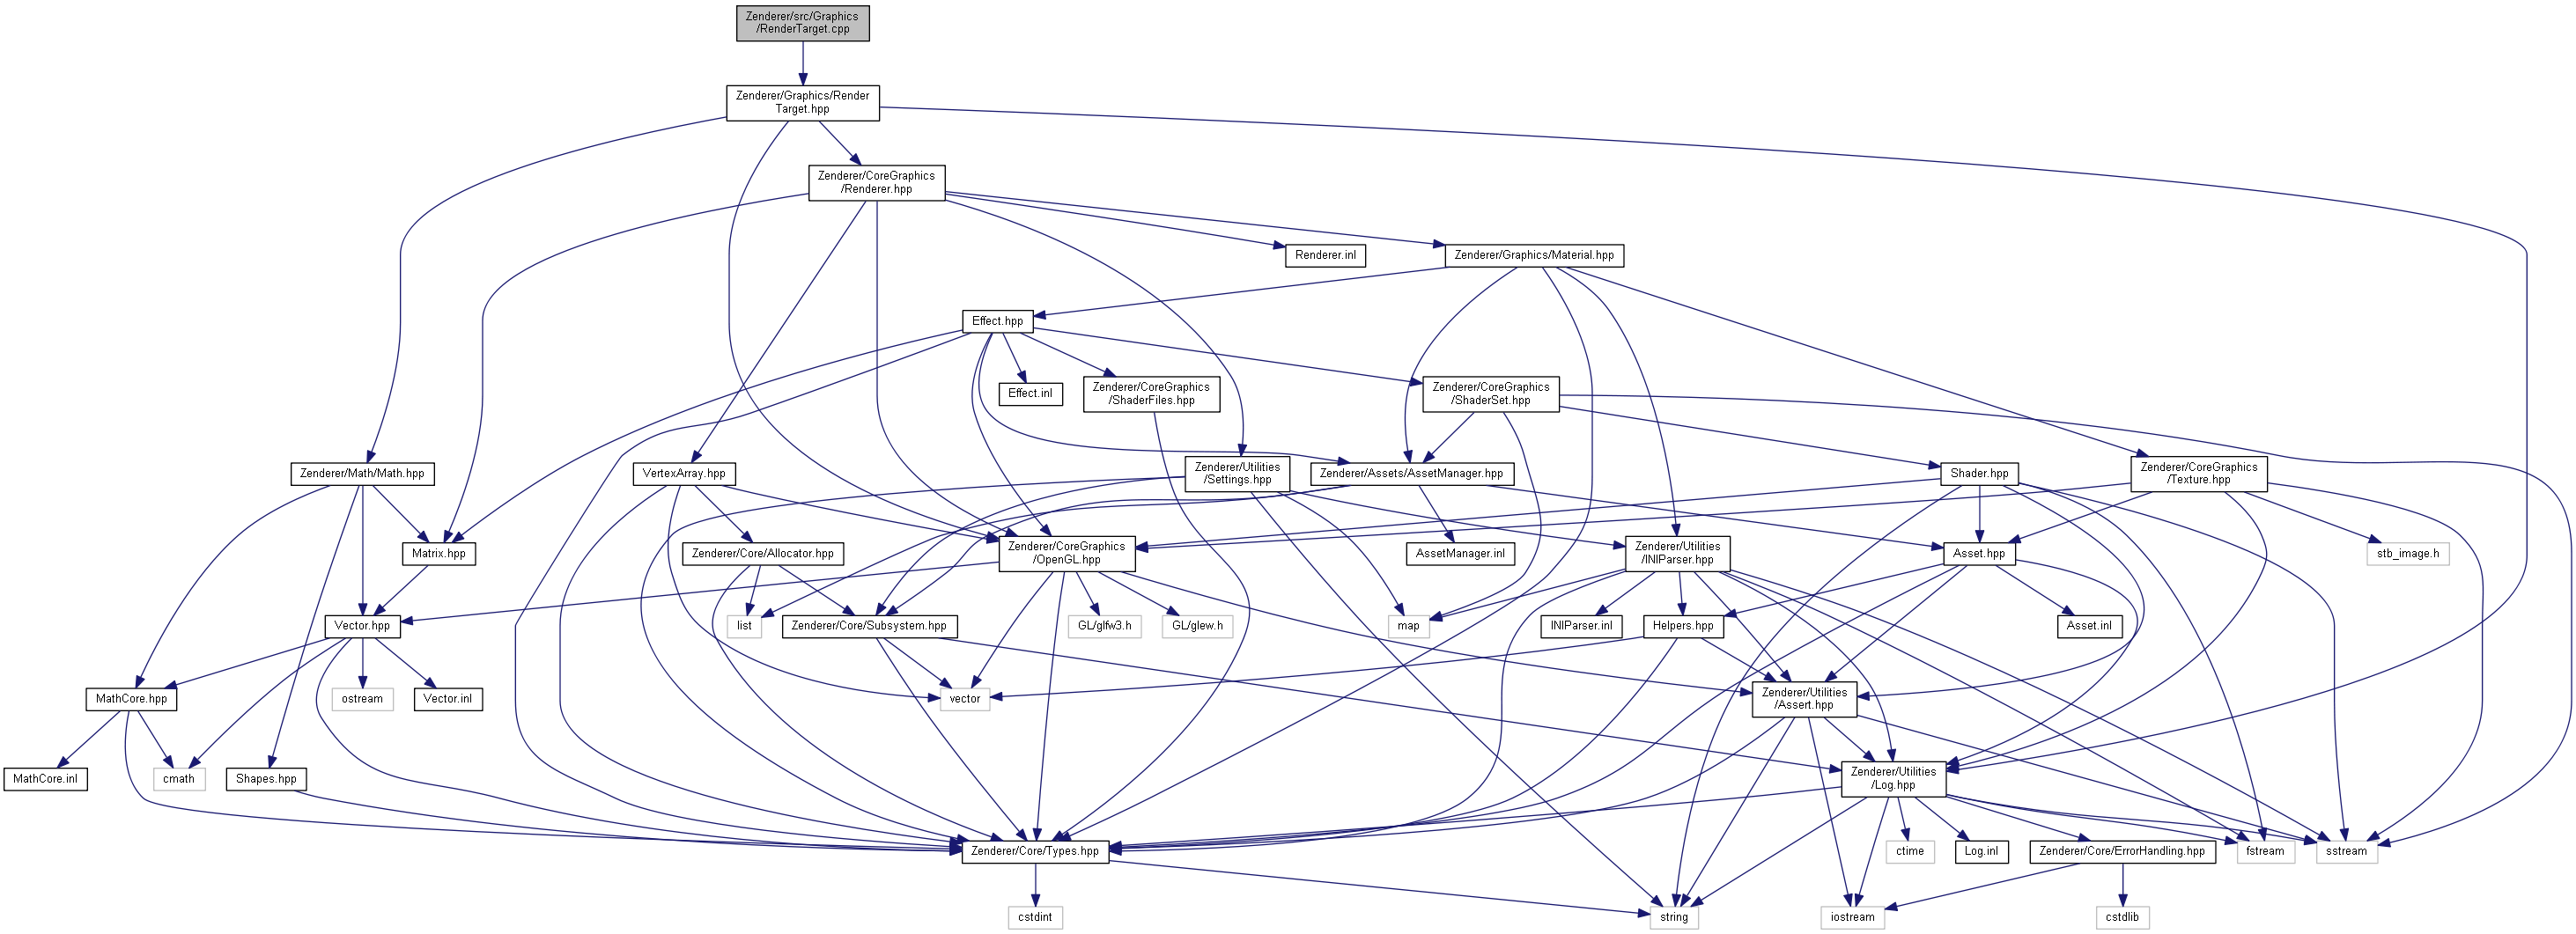 Zenderer/src/Graphics
/RenderTarget.cpp
Zenderer/Graphics/Render
Target.hpp
Zenderer/CoreGraphics
/Renderer.hpp
Renderer.inl
Zenderer/Graphics/Material.hpp
Effect.hpp
Effect.inl
Zenderer/CoreGraphics
/ShaderFiles.hpp
Zenderer/CoreGraphics
/ShaderSet.hpp
Zenderer/Math/Math.hpp
VertexArray.hpp
Zenderer/Utilities
/Settings.hpp
Zenderer/Assets/AssetManager.hpp
Shader.hpp
Zenderer/CoreGraphics
/Texture.hpp
Matrix.hpp
Zenderer/Core/Allocator.hpp
Zenderer/CoreGraphics
/OpenGL.hpp
AssetManager.inl
Zenderer/Utilities
/INIParser.hpp
Asset.hpp
stb_image.h
Vector.hpp
list
Zenderer/Core/Subsystem.hpp
GL/glfw3.h
GL/glew.h
map
INIParser.inl
Helpers.hpp
Asset.inl
MathCore.hpp
ostream
Vector.inl
vector
Zenderer/Utilities
/Assert.hpp
MathCore.inl
cmath
Shapes.hpp
Zenderer/Utilities
/Log.hpp
Zenderer/Core/Types.hpp
ctime
Log.inl
Zenderer/Core/ErrorHandling.hpp
fstream
sstream
cstdint
string
iostream
cstdlib